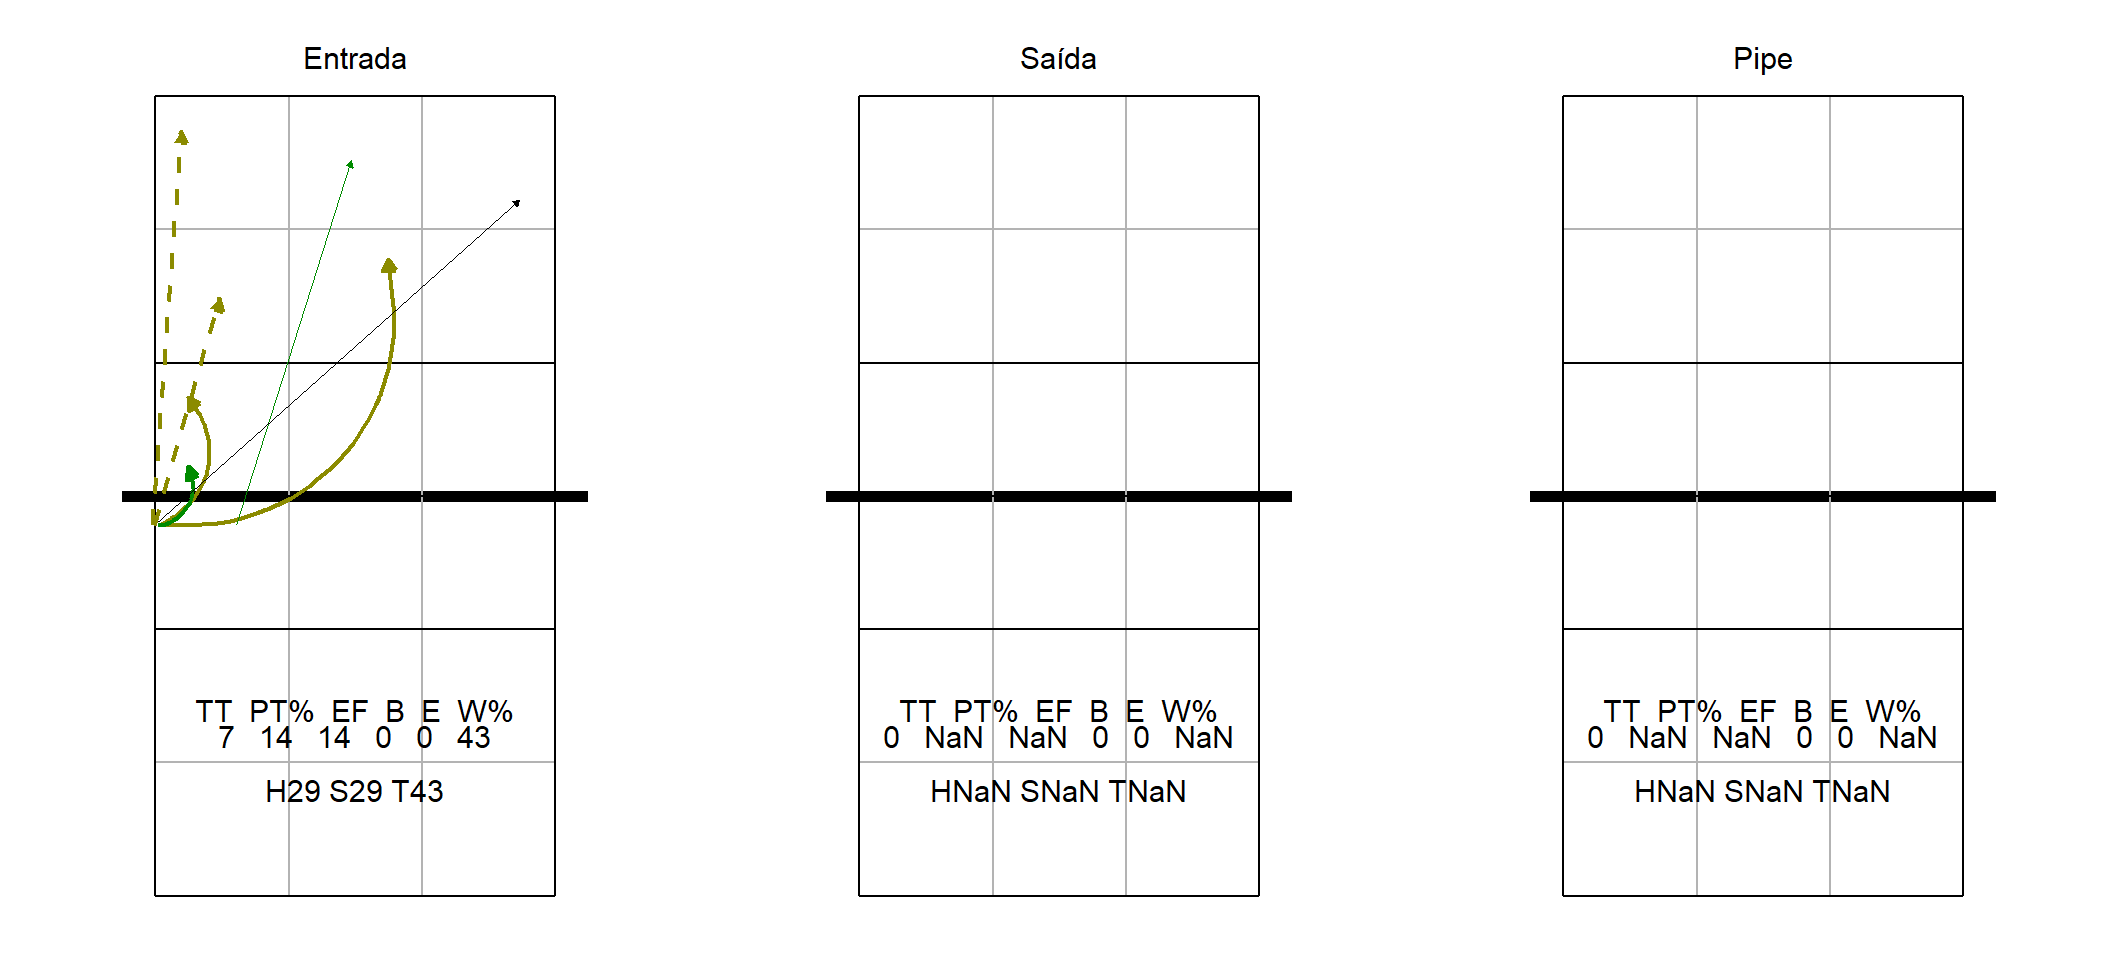 Entrada
TT PT% EF B E W%
7 14 14 0 0 43
H29 S29 T43
Saída
TT PT% EF B E W%
0 NaN NaN 0 0 NaN
HNaN SNaN TNaN
Pipe
TT PT% EF B E W%
0 NaN NaN 0 0 NaN
HNaN SNaN TNaN